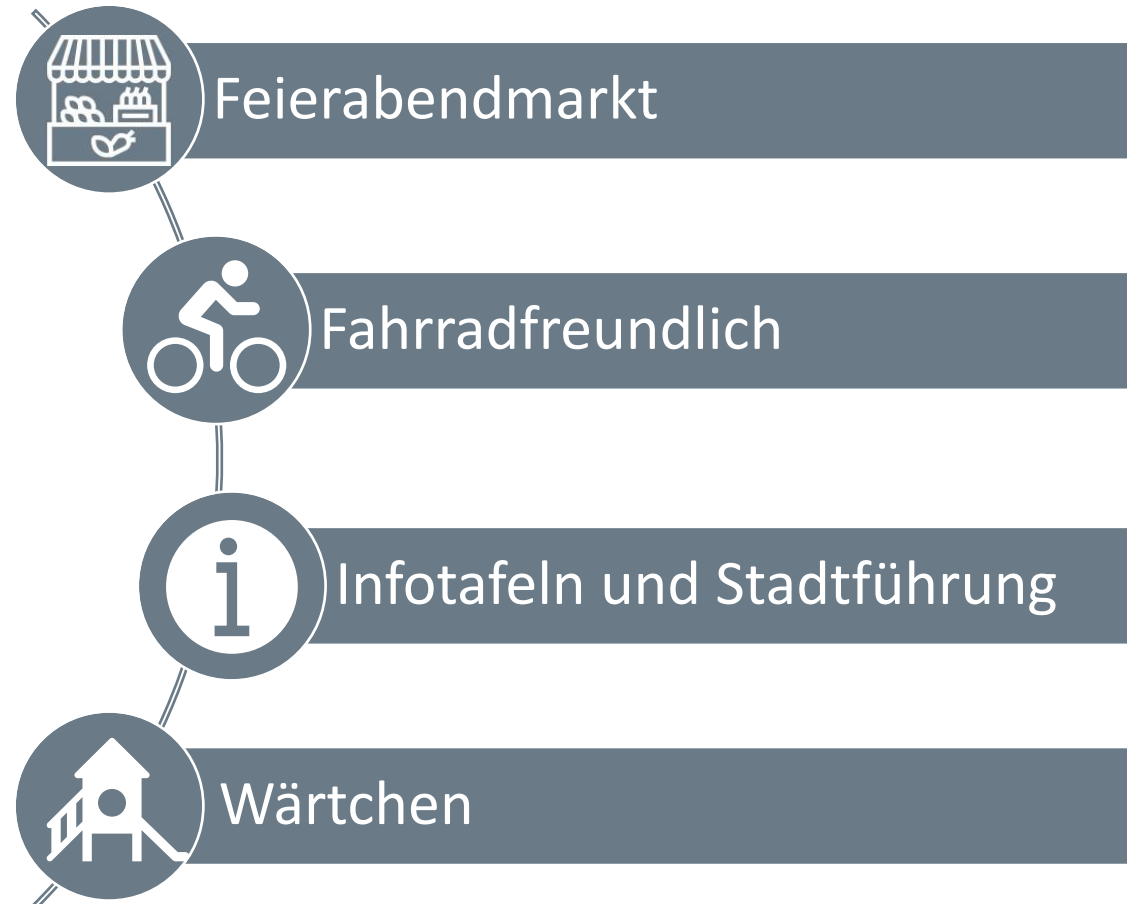 Feierabendmarkt
Fahrradfreundlich
Infotafeln und Stadtführung
Wärtchen